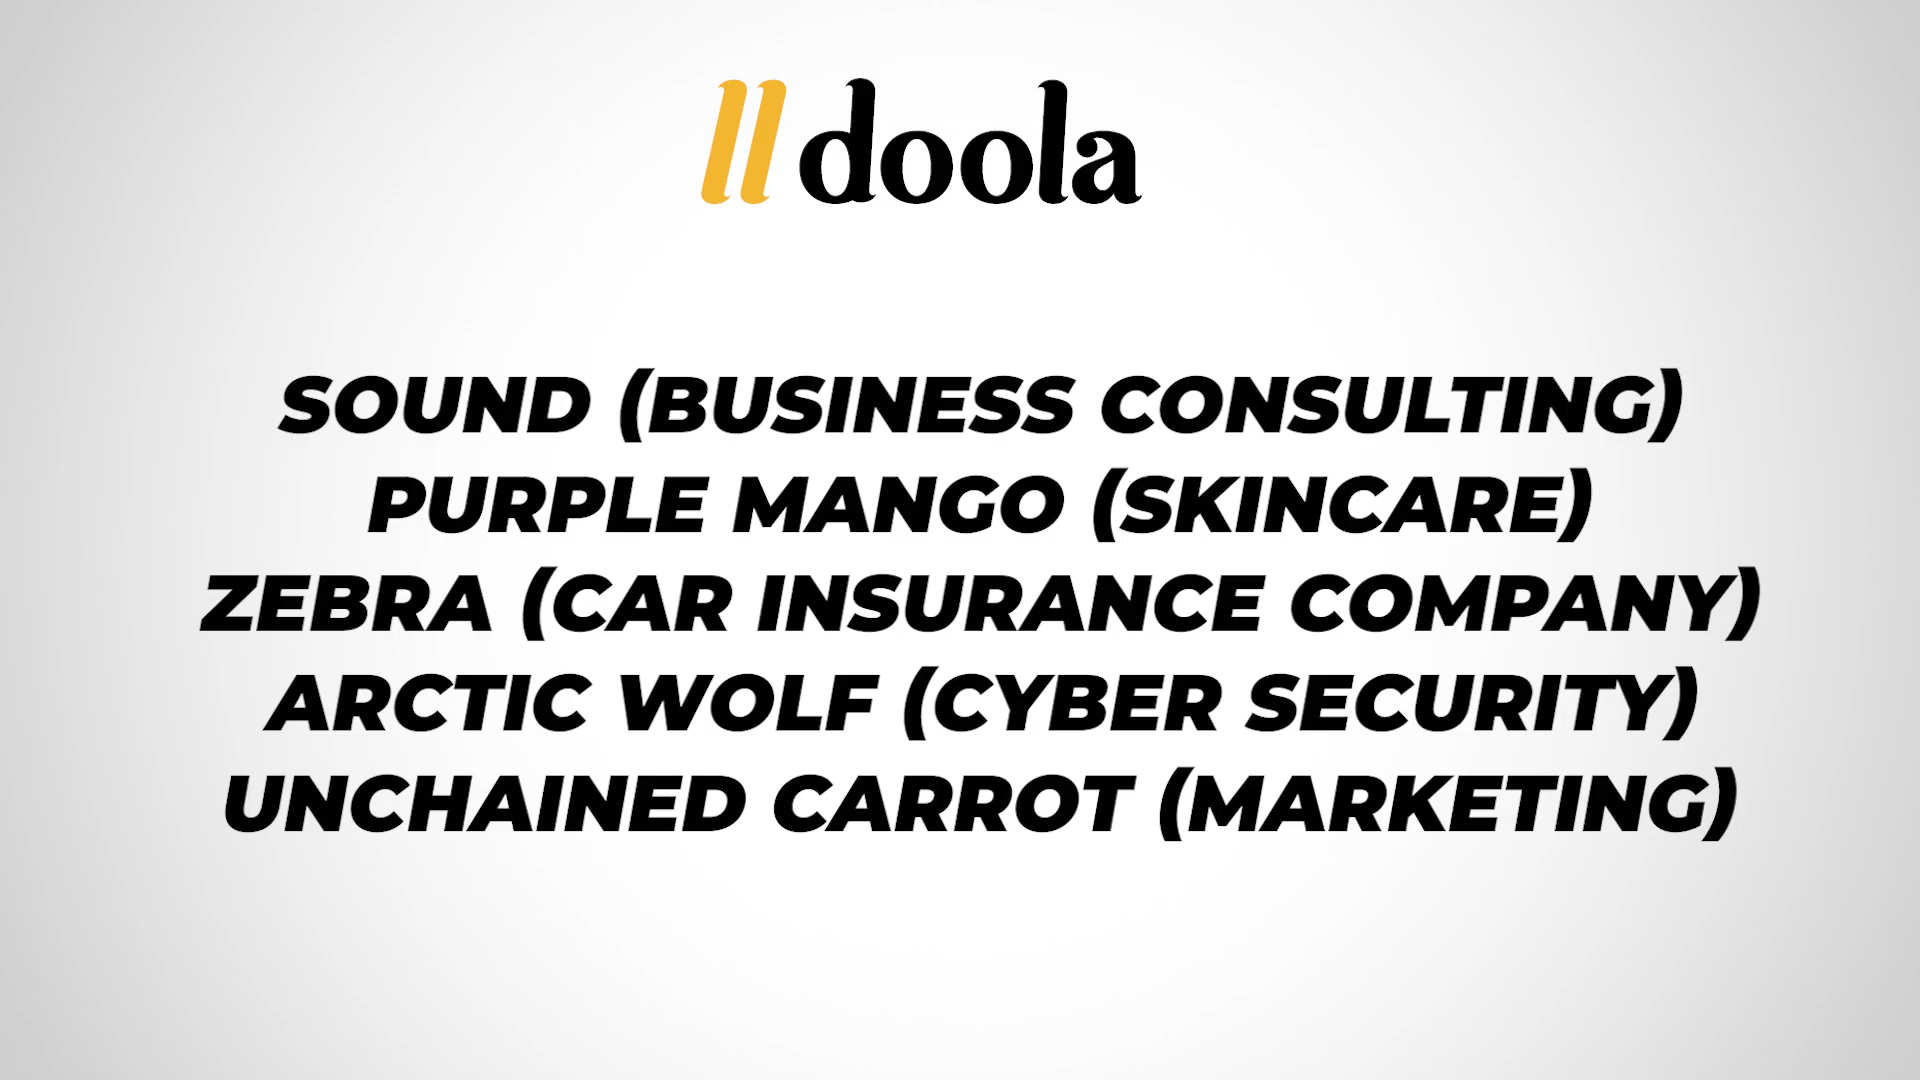 doola
SOUND (BUSINESS CONSULTING)
PURPLE MANGO (SKINCARE)
ZEBRA (CAR INSURANCE COMPANY)
ARCTIC WOLF (CYBER SECURITY)
UNCHAINED CARROT (MARKETING)